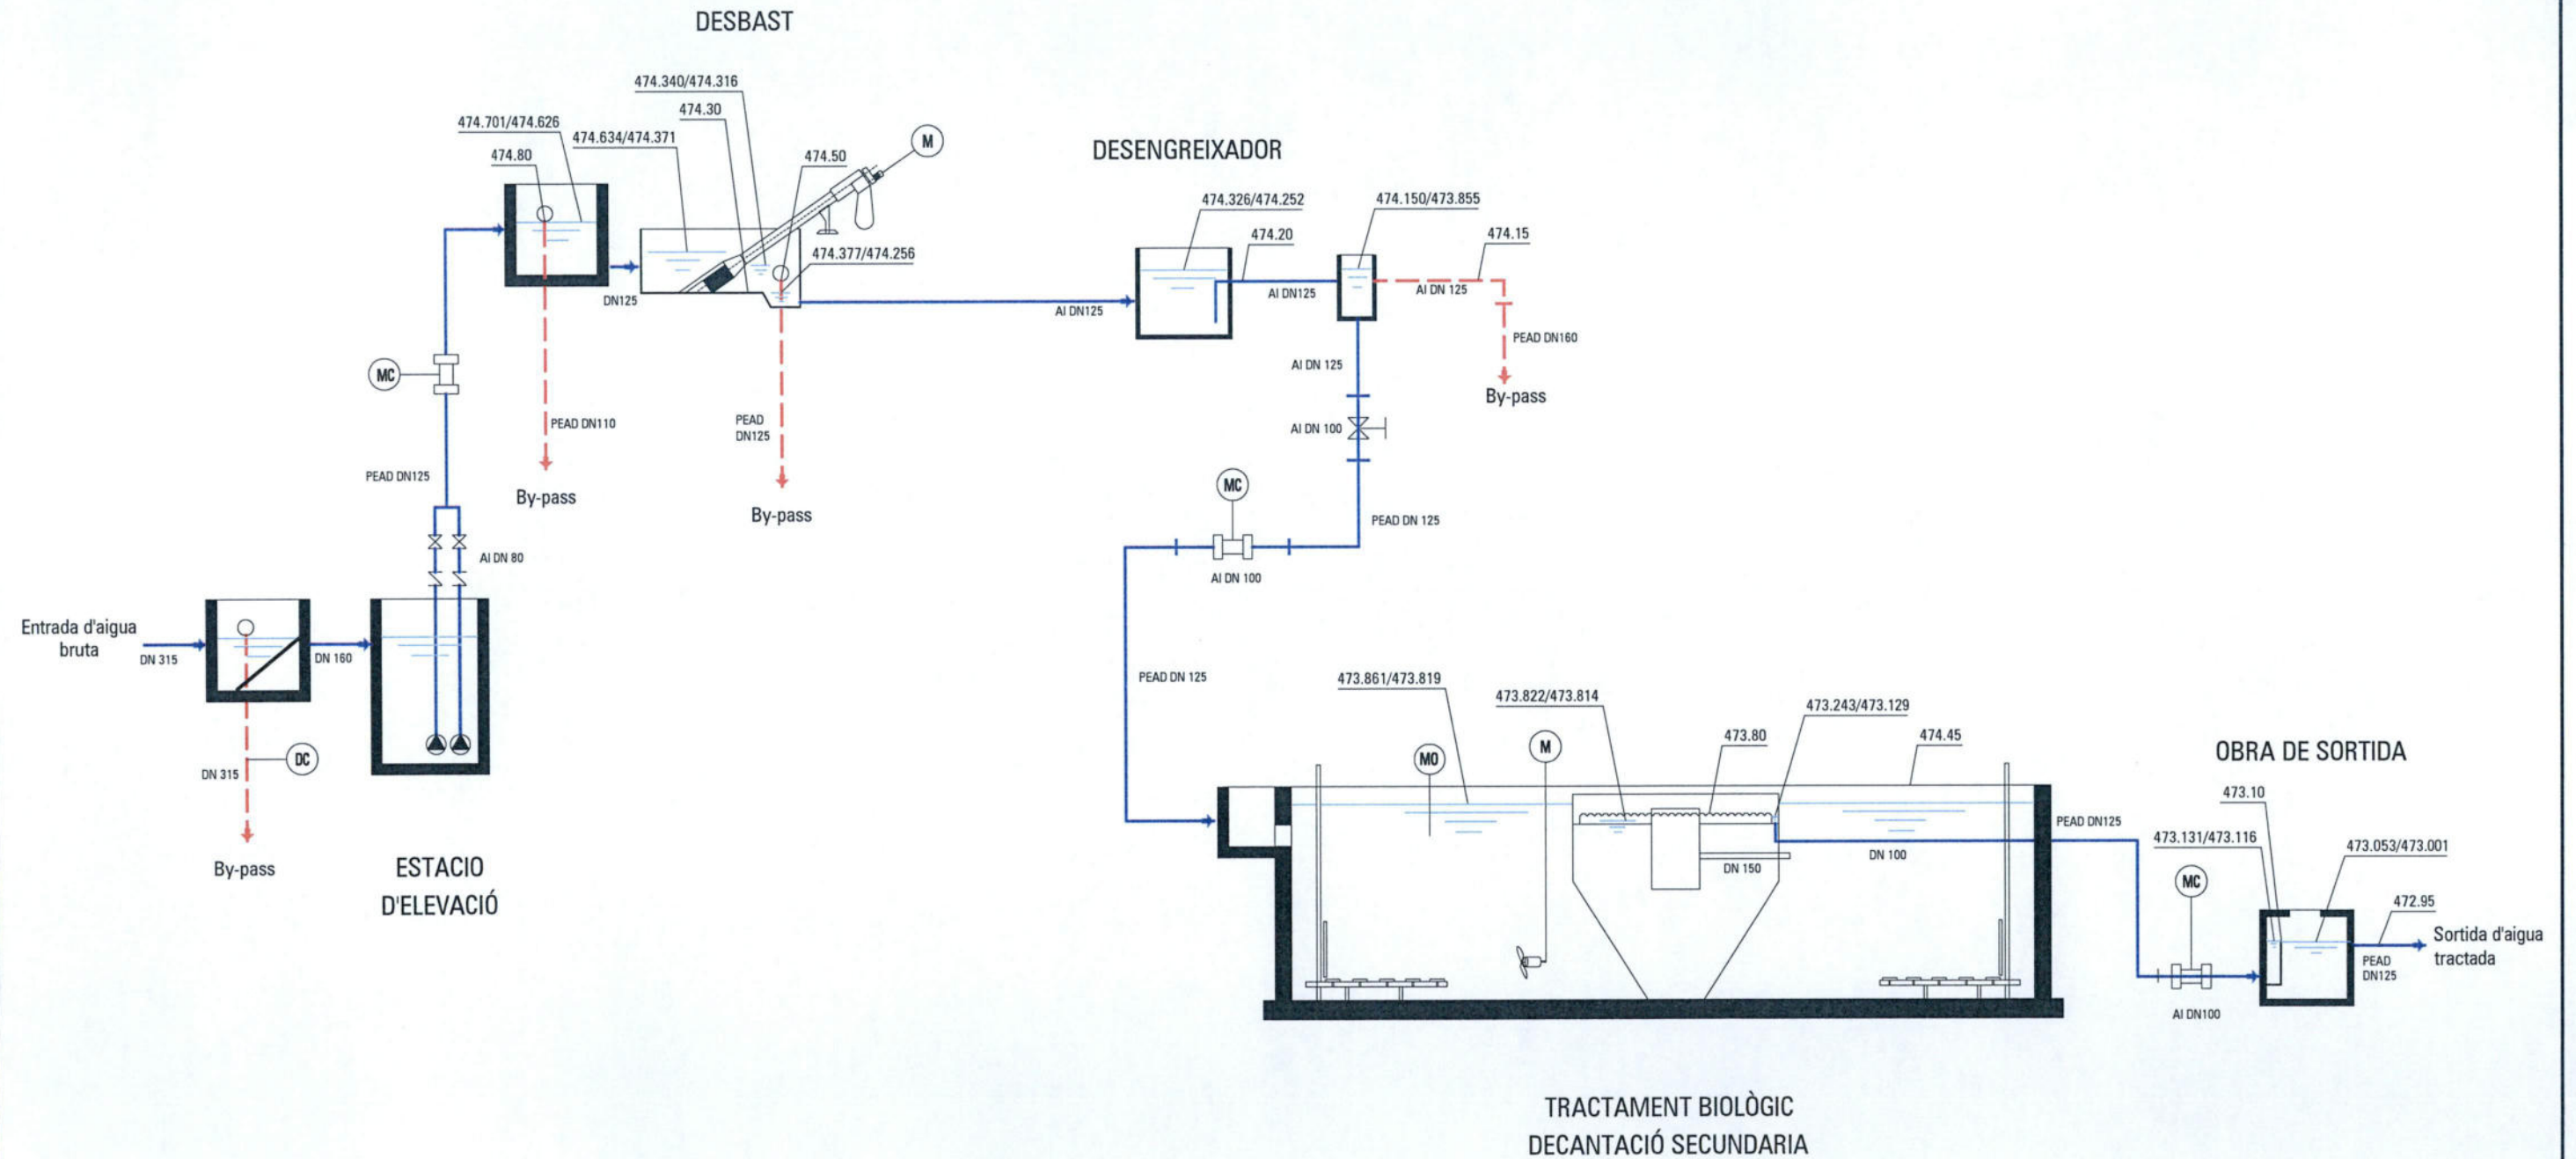 DESBAST
474.340/474.316
474.30
474.701/474.626
474.634/474.371
474.80
474.50
M
474.377/474.256
DN125
MC
PEAD DN110
PEAD
DN125
PEAD DN125
By-pass
By-pass
AI DN 80
Entrada d'aigua
bruta
DN 315
DN 160
DN 315
DC
By-pass
ESTACIO
D'ELEVACIÓ
DESENGREIXADOR
474.326/474.252
474.150/473.855
474.20
474.15
AI DN125
AI DN125
AI DN 125
PEAD DN160
AI DN 125
By-pass
AI DN 100
MC
PEAD DN 125
AI DN 100
PEAD DN 125
473.861/473.819
473.822/473.814
473.243/473.129
473.80
474.45
MO
M
DN 150
DN 100
TRACTAMENT BIOLÒGIC
DECANTACIÓ SECUNDARIA
OBRA DE SORTIDA
473.10
PEAD DN125
473.131/473.116
473.053/473.001
MC
472.95
Sortida d'aigua
tractada
PEAD
DN125
AI DN100